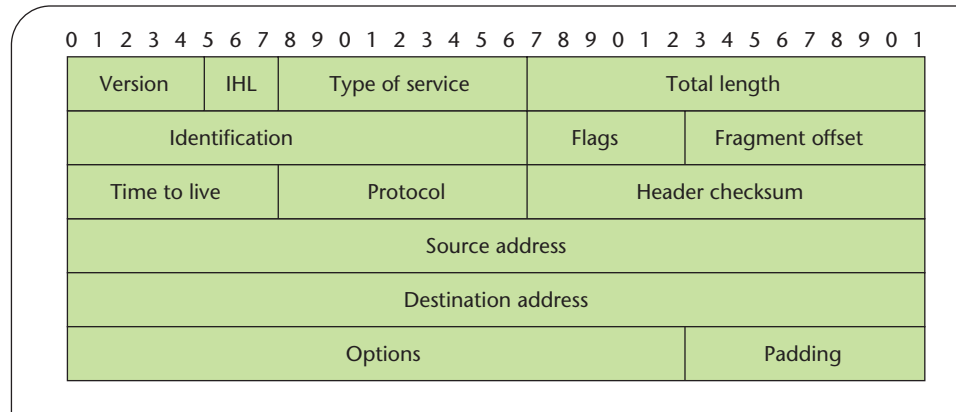 0 1 2 3 4 5 6 7 8 9 0 1 2 3 4 5 6 7 8 9 0 1 2 3 4 5 6 7 8 9 0 1
Version IHL Type of service Total length
Identification Flags Fragment offset
Time to live Protocol Header checksum
Source address
Destination address
Options Padding